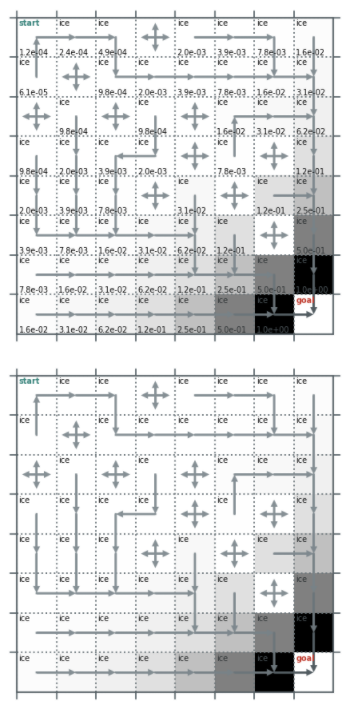 start ice ice ice ice ice ice
1.2e-04 2.4e-04 4.9e-04 2.0e-03 3.9e-03 7.8e-03 1.6e-02
ice ice ice ice ice ice ice
6.1e-05 9.8e-04 2.0e-03 3.9e-03 7.8e-03 1.6e-02 3.1e-02
ice ice ice ice ice
9.8e-04 9.8e-04 1.6e-02 3.1e-02 6.2e-02
ice ice ice ice ice ice
9.8e-04 2.0e-03 3.9e-03 2.0e-03 7.8e-03 1.2e-01
ice ice ice ice ice ice
2.0e-03 3.9e-03 7.8e-03 3.1e-02 1.2e-01 2.5e-01
ice ice ice ice ice ice ice
3.9e-03 7.8e-03 1.6e-02 3.1e-02 6.2e-02 1.2e-01 5.0e-01
ice ice ice ice ice ice ice ice
7.8e-03 1.6e-02 3.1e-02 6.2e-02 1.2e-01 2.5e-01 5.0e-01 1.0e+00
ice ice ice ice ice ice ice goal
1.6e-02 3.1e-02 6.2e-02 1.2e-01 2.5e-01 5.0e-01 1.0e+00
start ice ice ice ice ice ice
ice ice ice ice ice ice ice
ice ice ice ice ice
ice ice ice ice ice ice
ice ice ice ice ice ice
ice ice ice ice ice ice ice
ice ice ice ice ice ice ice ice
ice ice ice ice ice ice ice goal